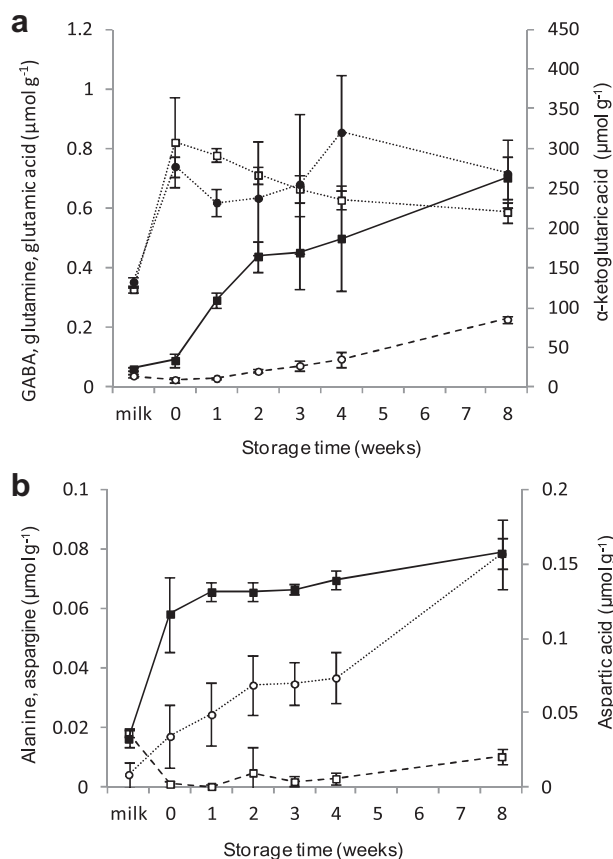 a
GABA, glutamine, glutamic acid (µmol g-1)
1.2
1
0.8
0.6
0.4
0.2
0
450
400
350
300
250
200
150
100
50
0
α-ketoglutaric acid (µmol g-1)
milk 0 1 2 3 4 5 6 7 8
Storage time (weeks)
b
Alanine, aspargine (µmol g-1)
0.1
0.08
0.06
0.04
0.02
0
0.2
0.15
0.1
0.05
0
Aspartic acid (µmol g-1)
milk 0 1 2 3 4 5 6 7 8
Storage time (weeks)